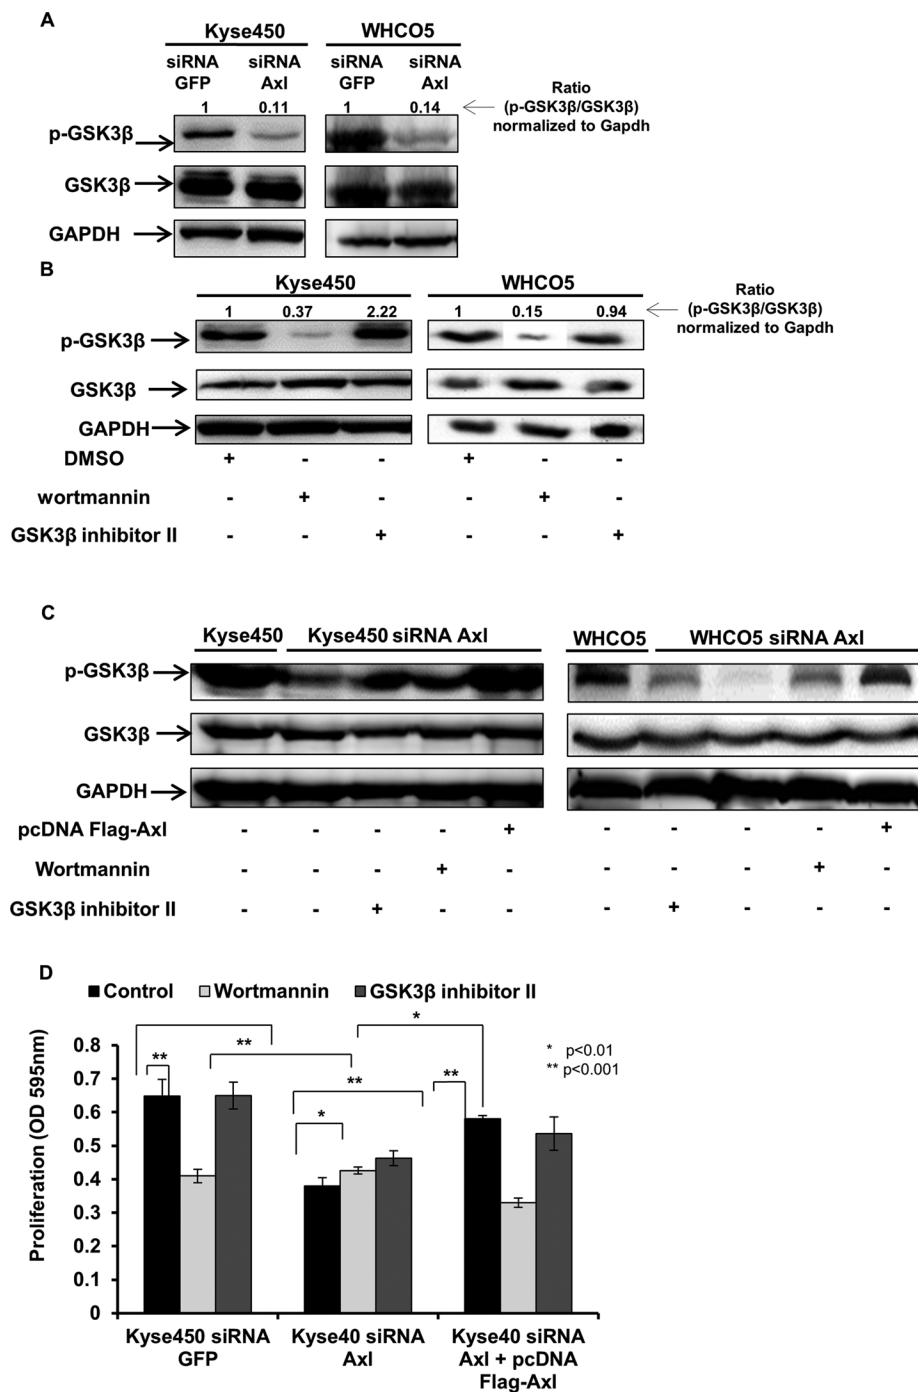 A
Kyse450 WHCO5
siRNA siRNA siRNA siRNA
GFP Axl GFP Axl
Ratio
1 0.11 1 0.14 (p-GSK3β/GSK3β)
normalized to Gapdh
p-GSK3β
GSK3β
GAPDH
B
Kyse450 WHCO5
Ratio
1 0.37 2.22 1 0.15 0.94 (p-GSK3β/GSK3β)
normalized to Gapdh
p-GSK3β
GSK3β
GAPDH
DMSO + - - + - -
wortmannin - + - - + -
GSK3β inhibitor II - - + - - +
C
Kyse450 Kyse450 siRNA Axl WHCO5 WHCO5 siRNA Axl
p-GSK3β
GSK3β
GAPDH
pcDNA Flag-Axl - - - - + - - - - +
Wortmannin - - - + - - - - + -
GSK3β inhibitor II - - + - - - + - - -
D
Control Wortmannin GSK3β inhibitor II
* p<0.01
** p<0.001
** ** * ** * **
Proliferation (OD 595nm)
0.8
0.7
0.6
0.5
0.4
0.3
0.2
0.1
0
Kyse450 siRNA Kyse40 siRNA Kyse40 siRNA
GFP Axl Axl + pcDNA
Flag-Axl